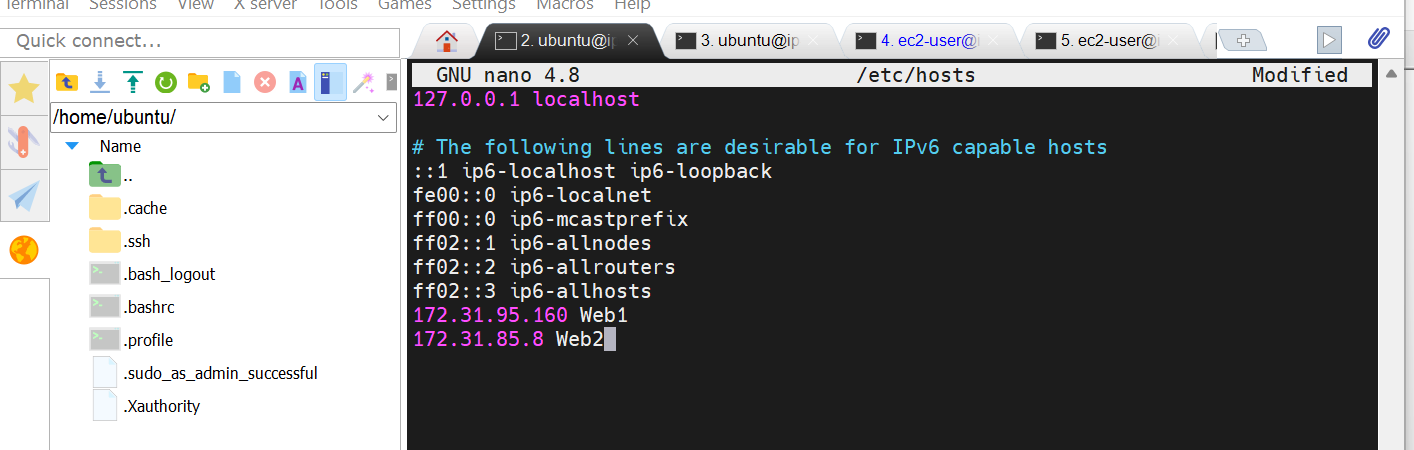 Terminal Sessions View X server Tools Games Settings Macros Help
Quick connect...
2. ubuntu@ip
3. ubuntu@ip
4. ec2-user@i
5. ec2-user@i
/home/ubuntu/
Name
..
.cache
.ssh
.bash_logout
.bashrc
.profile
.sudo_as_admin_successful
.Xauthority
GNU nano 4.8 /etc/hosts Modified
127.0.0.1 localhost
# The following lines are desirable for IPv6 capable hosts
::1 ip6-localhost ip6-loopback
fe00::0 ip6-localnet
ff00::0 ip6-mcastprefix
ff02::1 ip6-allnodes
ff02::2 ip6-allrouters
ff02::3 ip6-allhosts
172.31.95.160 Web1
172.31.85.8 Web2